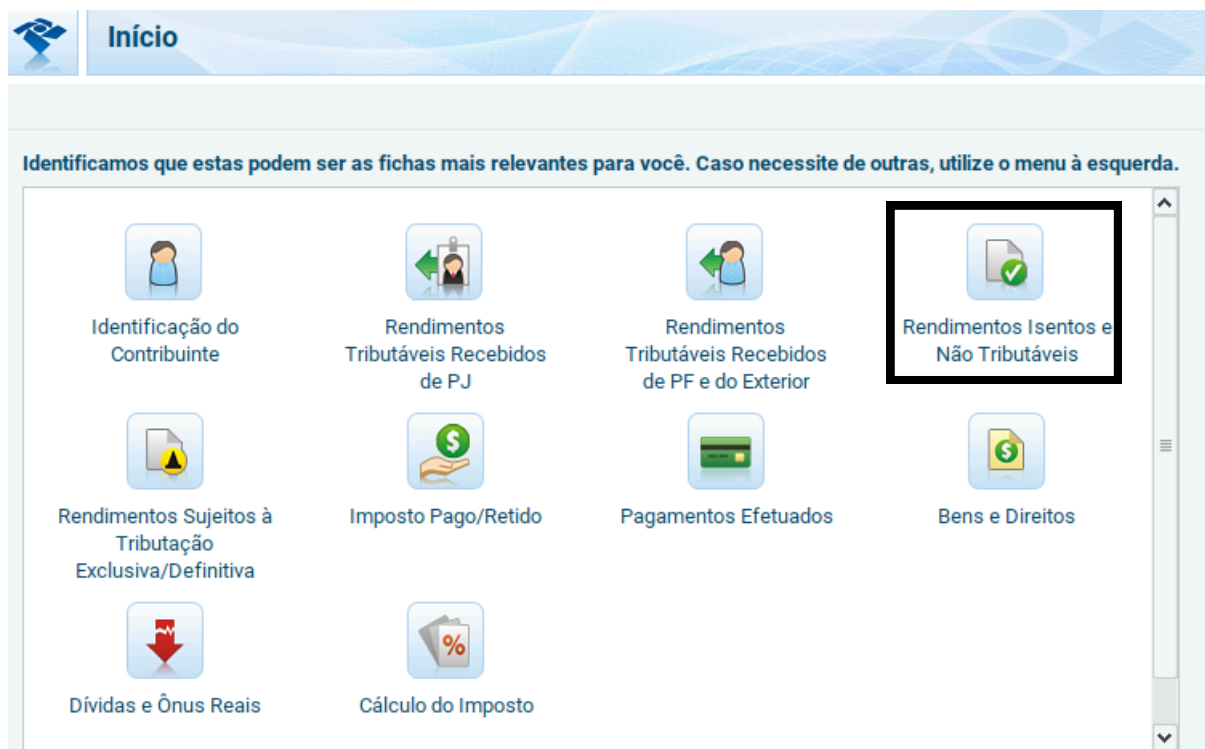 Início
Identificamos que estas podem ser as fichas mais relevantes para você. Caso necessite de outras, utilize o menu à esquerda.
Identificação do
Contribuinte
Rendimentos
Tributáveis Recebidos
de PJ
Rendimentos
Tributáveis Recebidos
de PF e do Exterior
Rendimentos Isentos e
Não Tributáveis
Rendimentos Sujeitos à
Tributação
Exclusiva/Definitiva
Imposto Pago/Retido
Pagamentos Efetuados
Bens e Direitos
Dívidas e Ônus Reais
Cálculo do Imposto